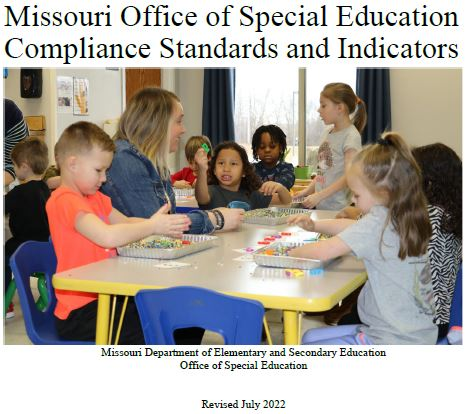 Missouri Office of Special Education
Compliance Standards and Indicators
Missouri Department of Elementary and Secondary Education
Office of Special Education
Revised July 2022